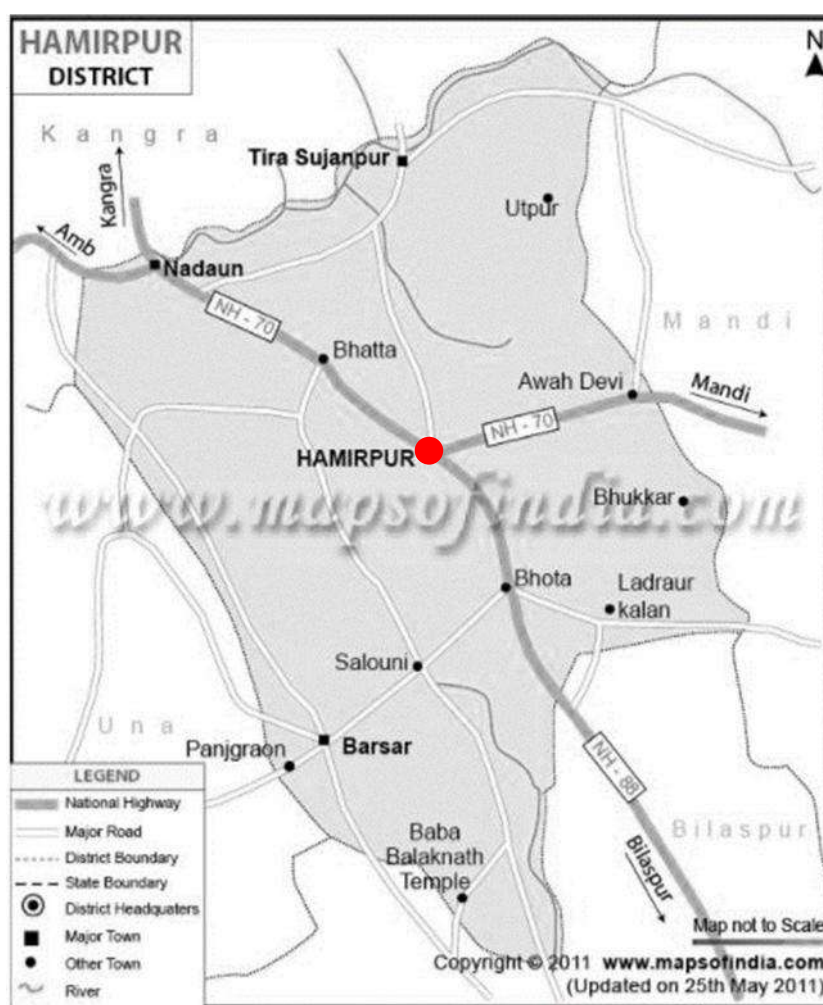 HAMIRPUR
DISTRICT
N
Kangra
Tira Sujanpur
Kangra
Utpur
Amb
Nadaun
NH - 70
Mandi
Bhatta
Awah Devi
Mandi
NH - 70
HAMIRPUR
Bhukkar
www.mapsofindia.com
Bhota
Ladraur
kalan
Salouni
Una
Panjgraon
Barsar
NH - 88
LEGEND
National Highway
Major Road
District Boundary
State Boundary
District Headquaters
Major Town
Other Town
River
Baba
Balaknath
Temple
Bilaspur
Bilaspur
Map not to Scale
Copyright © 2011 www.mapsofindia.com
(Updated on 25th May 2011)